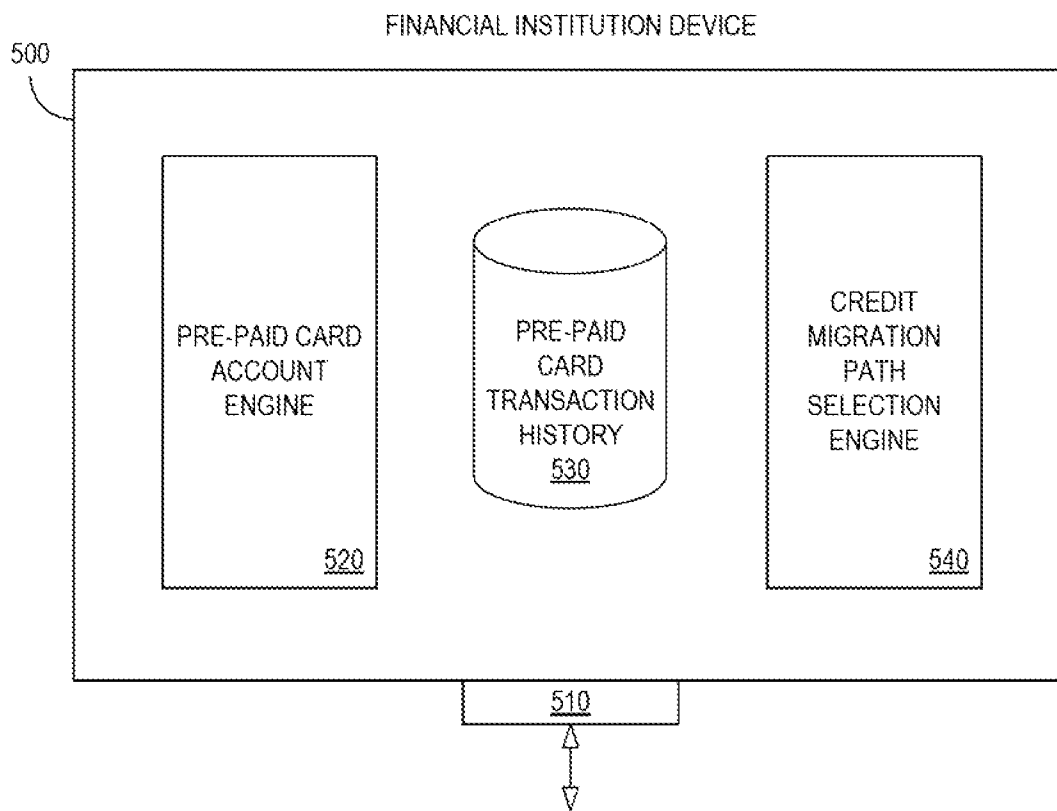 FINANCIAL INSTITUTION DEVICE
500
PRE-PAID CARD
ACCOUNT
ENGINE
520
PRE-PAID
CARD
TRANSACTION
HISTORY
530
CREDIT
MIGRATION
PATH
SELECTION
ENGINE
540
510